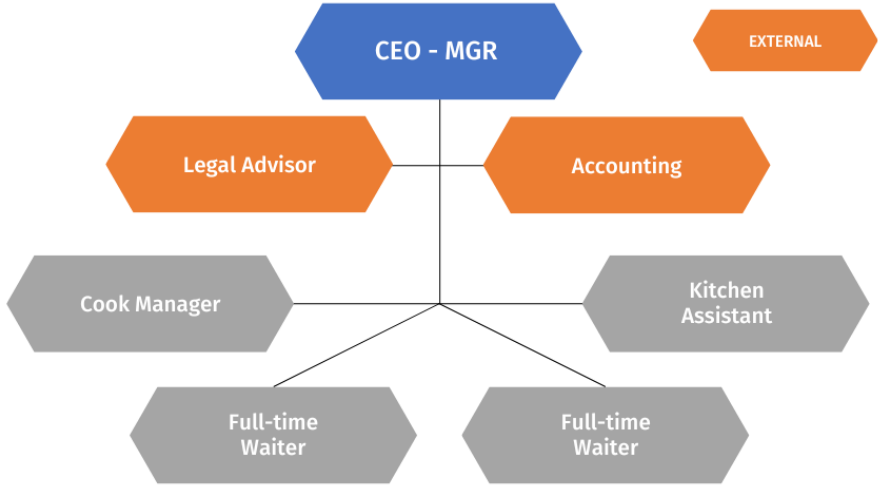 CEO - MGR
EXTERNAL
Legal Advisor
Accounting
Cook Manager
Kitchen
Assistant
Full-time
Waiter
Full-time
Waiter